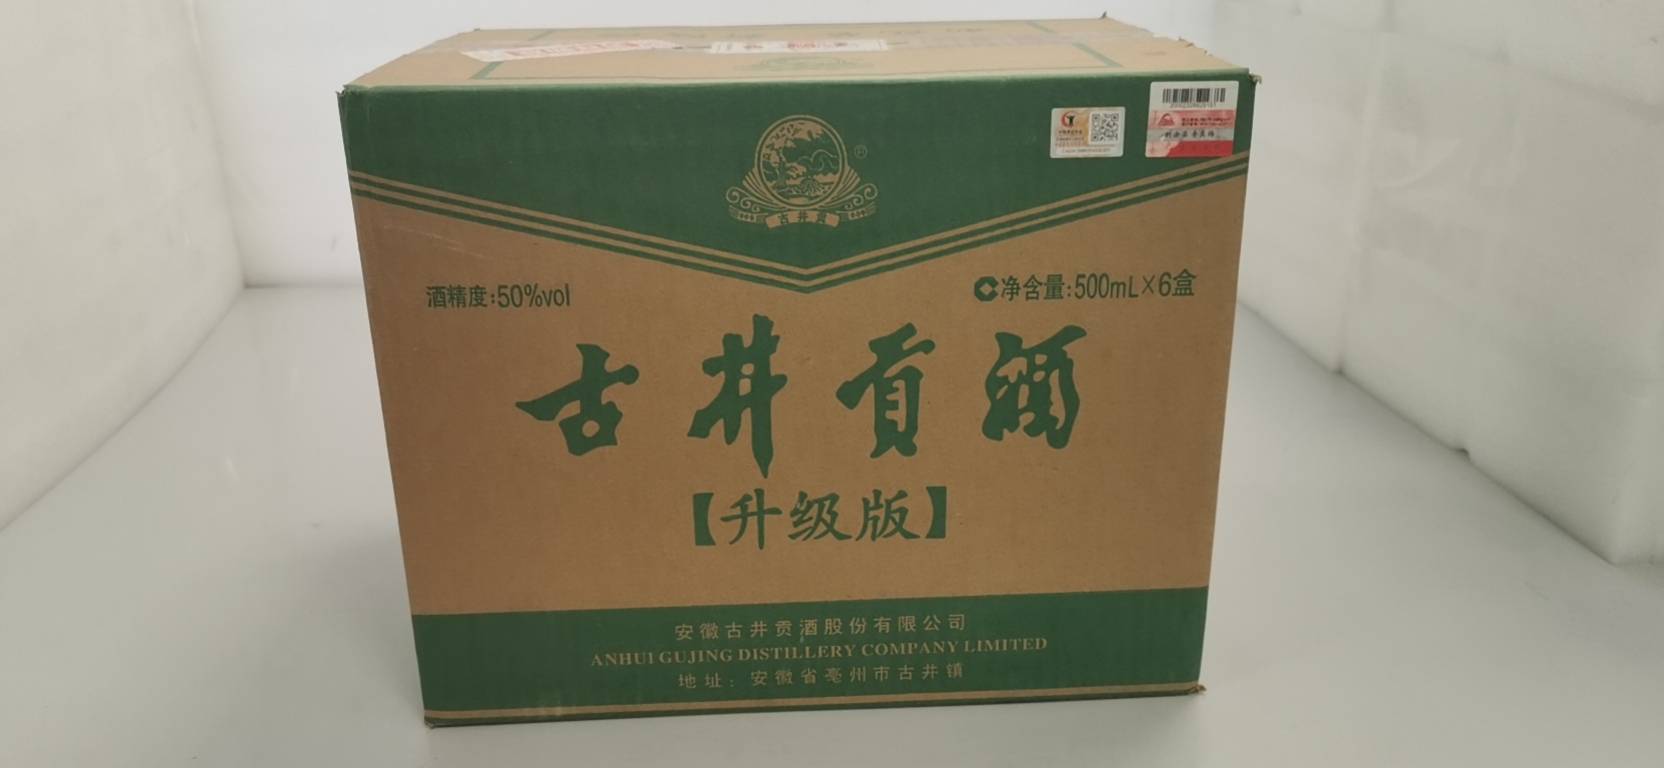 古井贡
酒精度:50%vol
净含量:500mL×6盒
古井贡酒
【升级版】
安徽古井贡酒股份有限公司
ANHUI GUJING DISTILLERY COMPANY LIMITED
地址：安徽省亳州市古井镇